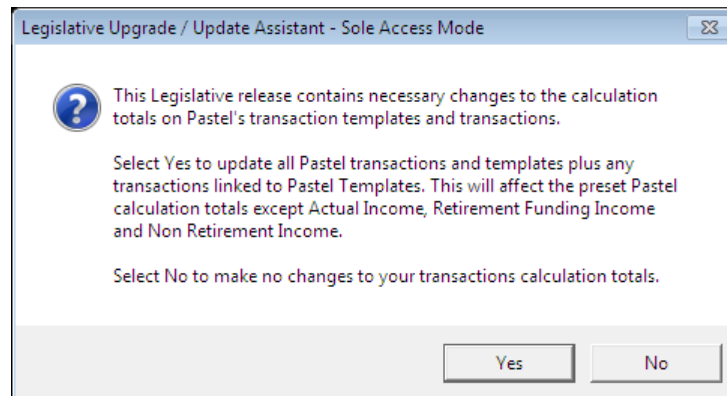 Legislative Upgrade / Update Assistant - Sole Access Mode
This Legislative release contains necessary changes to the calculation
totals on Pastel's transaction templates and transactions.
Select Yes to update all Pastel transactions and templates plus any
transactions linked to Pastel Templates. This will affect the preset Pastel
calculation totals except Actual Income, Retirement Funding Income
and Non Retirement Income.
Select No to make no changes to your transactions calculation totals.
Yes
No